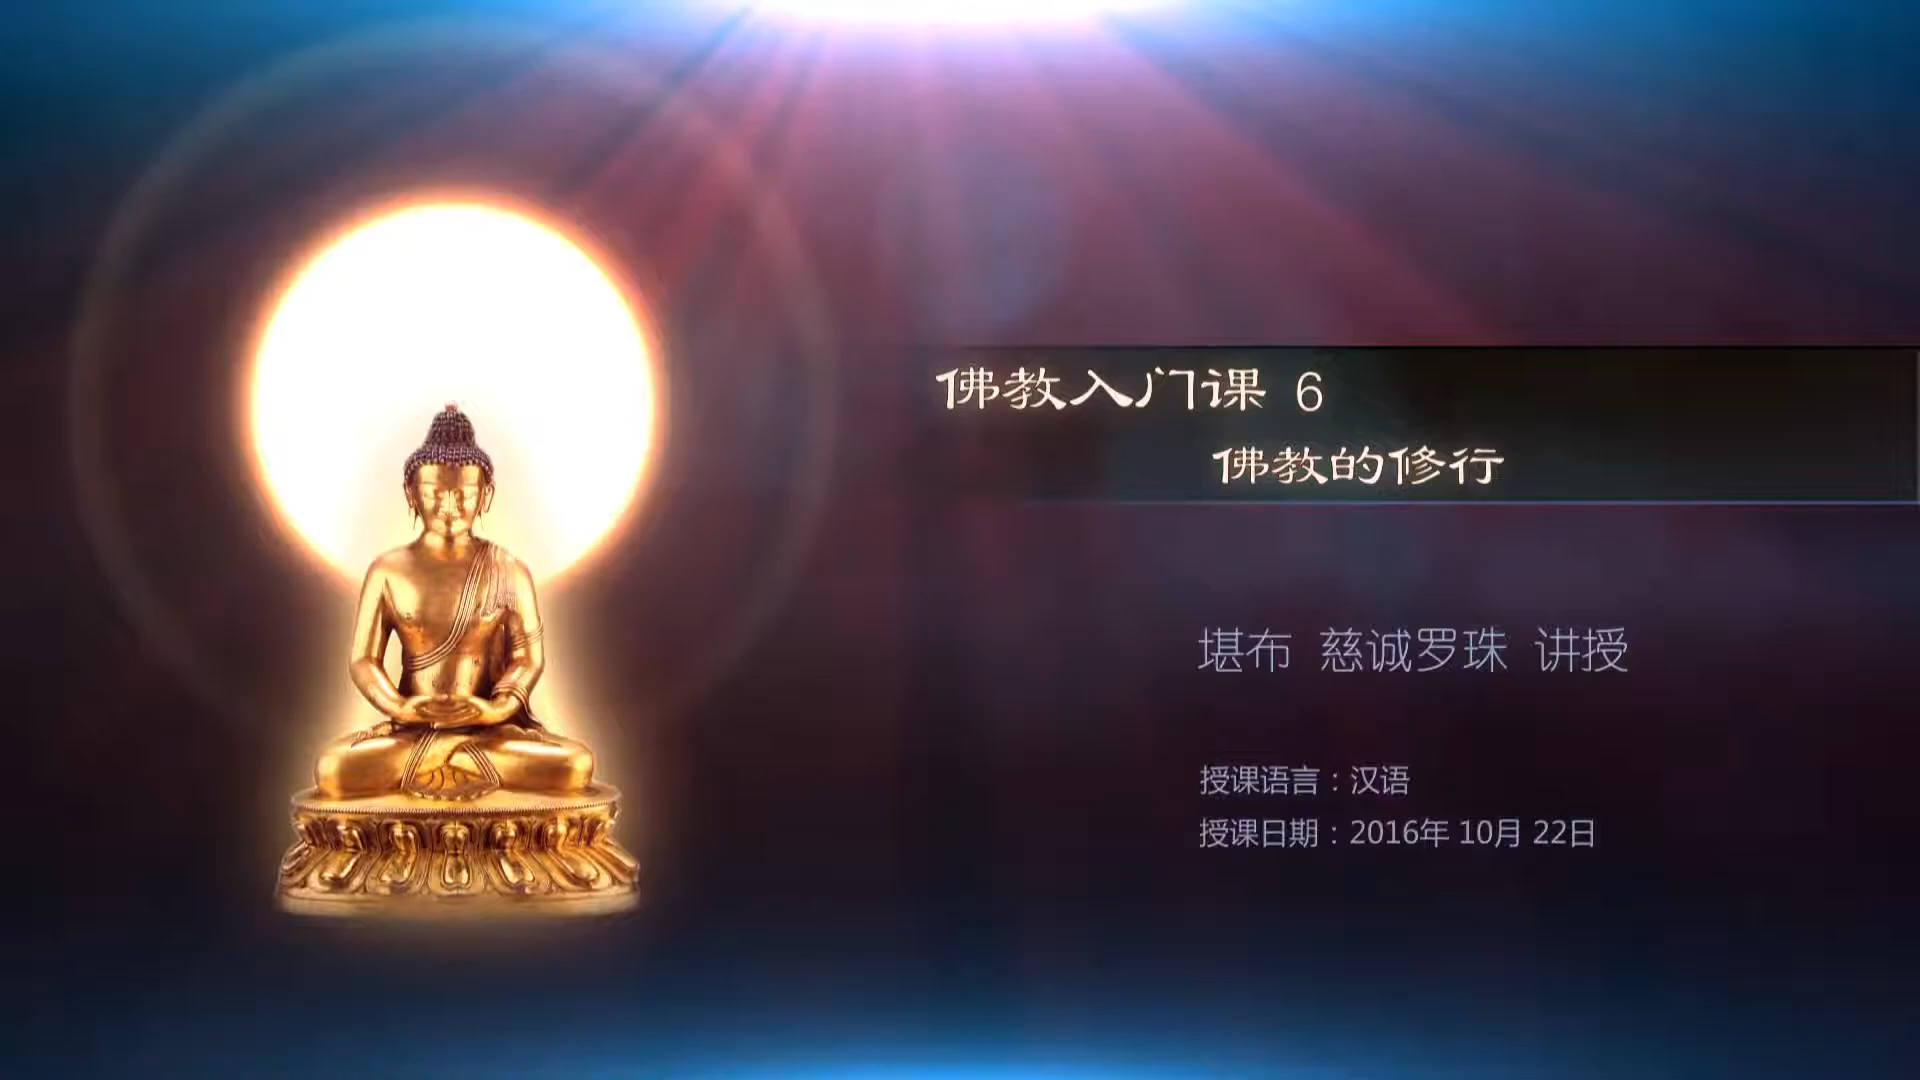 佛教入门课 6
佛教的修行
堪布 慈诚罗珠 讲授
授课语言：汉语
授课日期：2016年 10月 22日